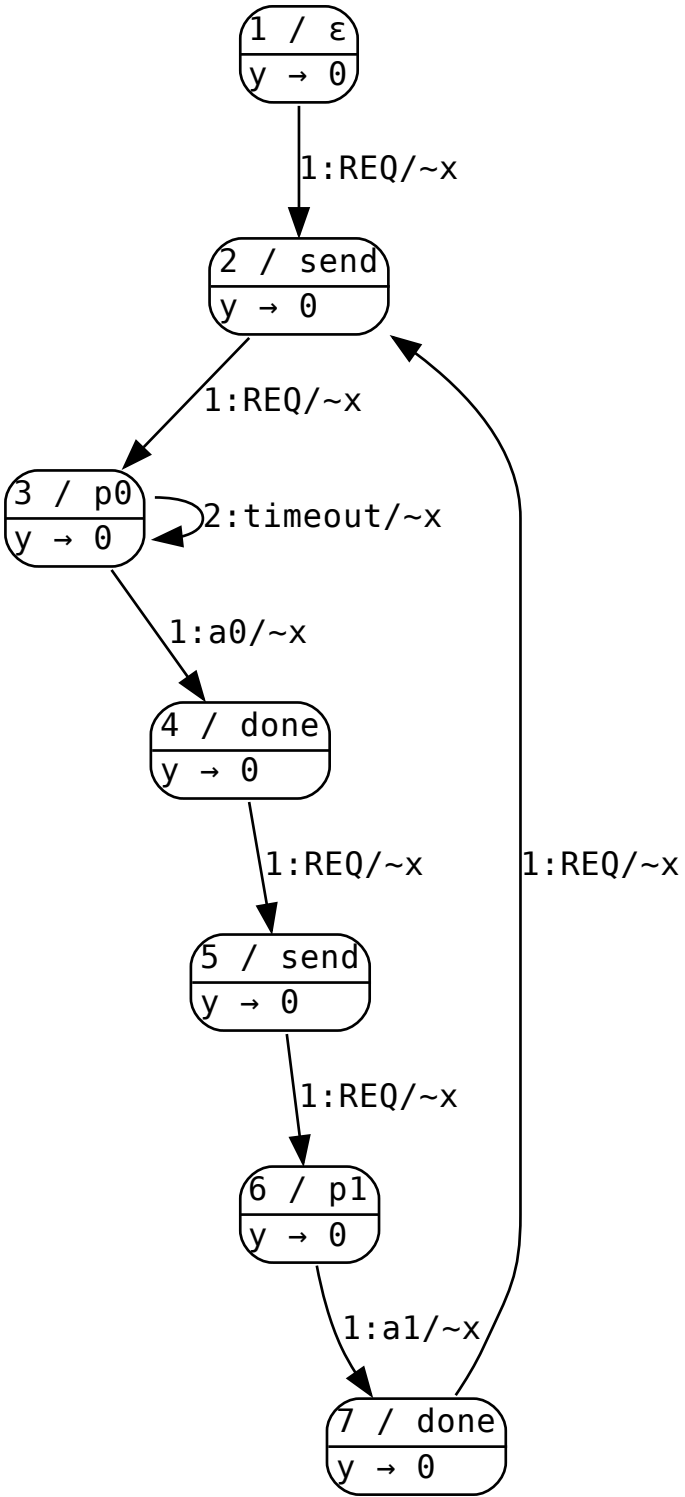 1 / ε
y → 0
1:REQ/~x
2 / send
y → 0
1:REQ/~x
3 / p0
y → 0
2:timeout/~x
1:a0/~x
4 / done
y → 0
1:REQ/~x
1:REQ/~x
5 / send
y → 0
1:REQ/~x
6 / p1
y → 0
1:a1/~x
7 / done
y → 0